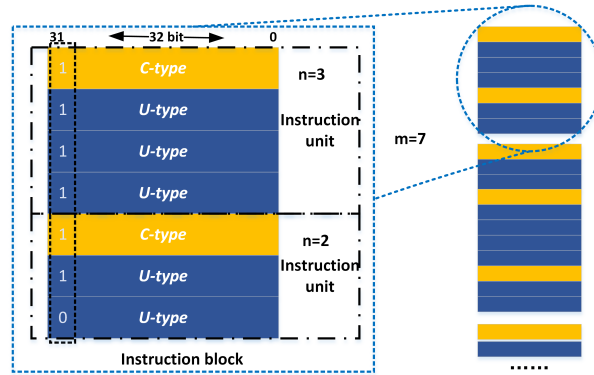 31 32 bit 0
1 C-type n=3
1 U-type Instruction unit
1 U-type
1 U-type
m=7
1 C-type n=2
1 U-type Instruction unit
0 U-type
Instruction block
......